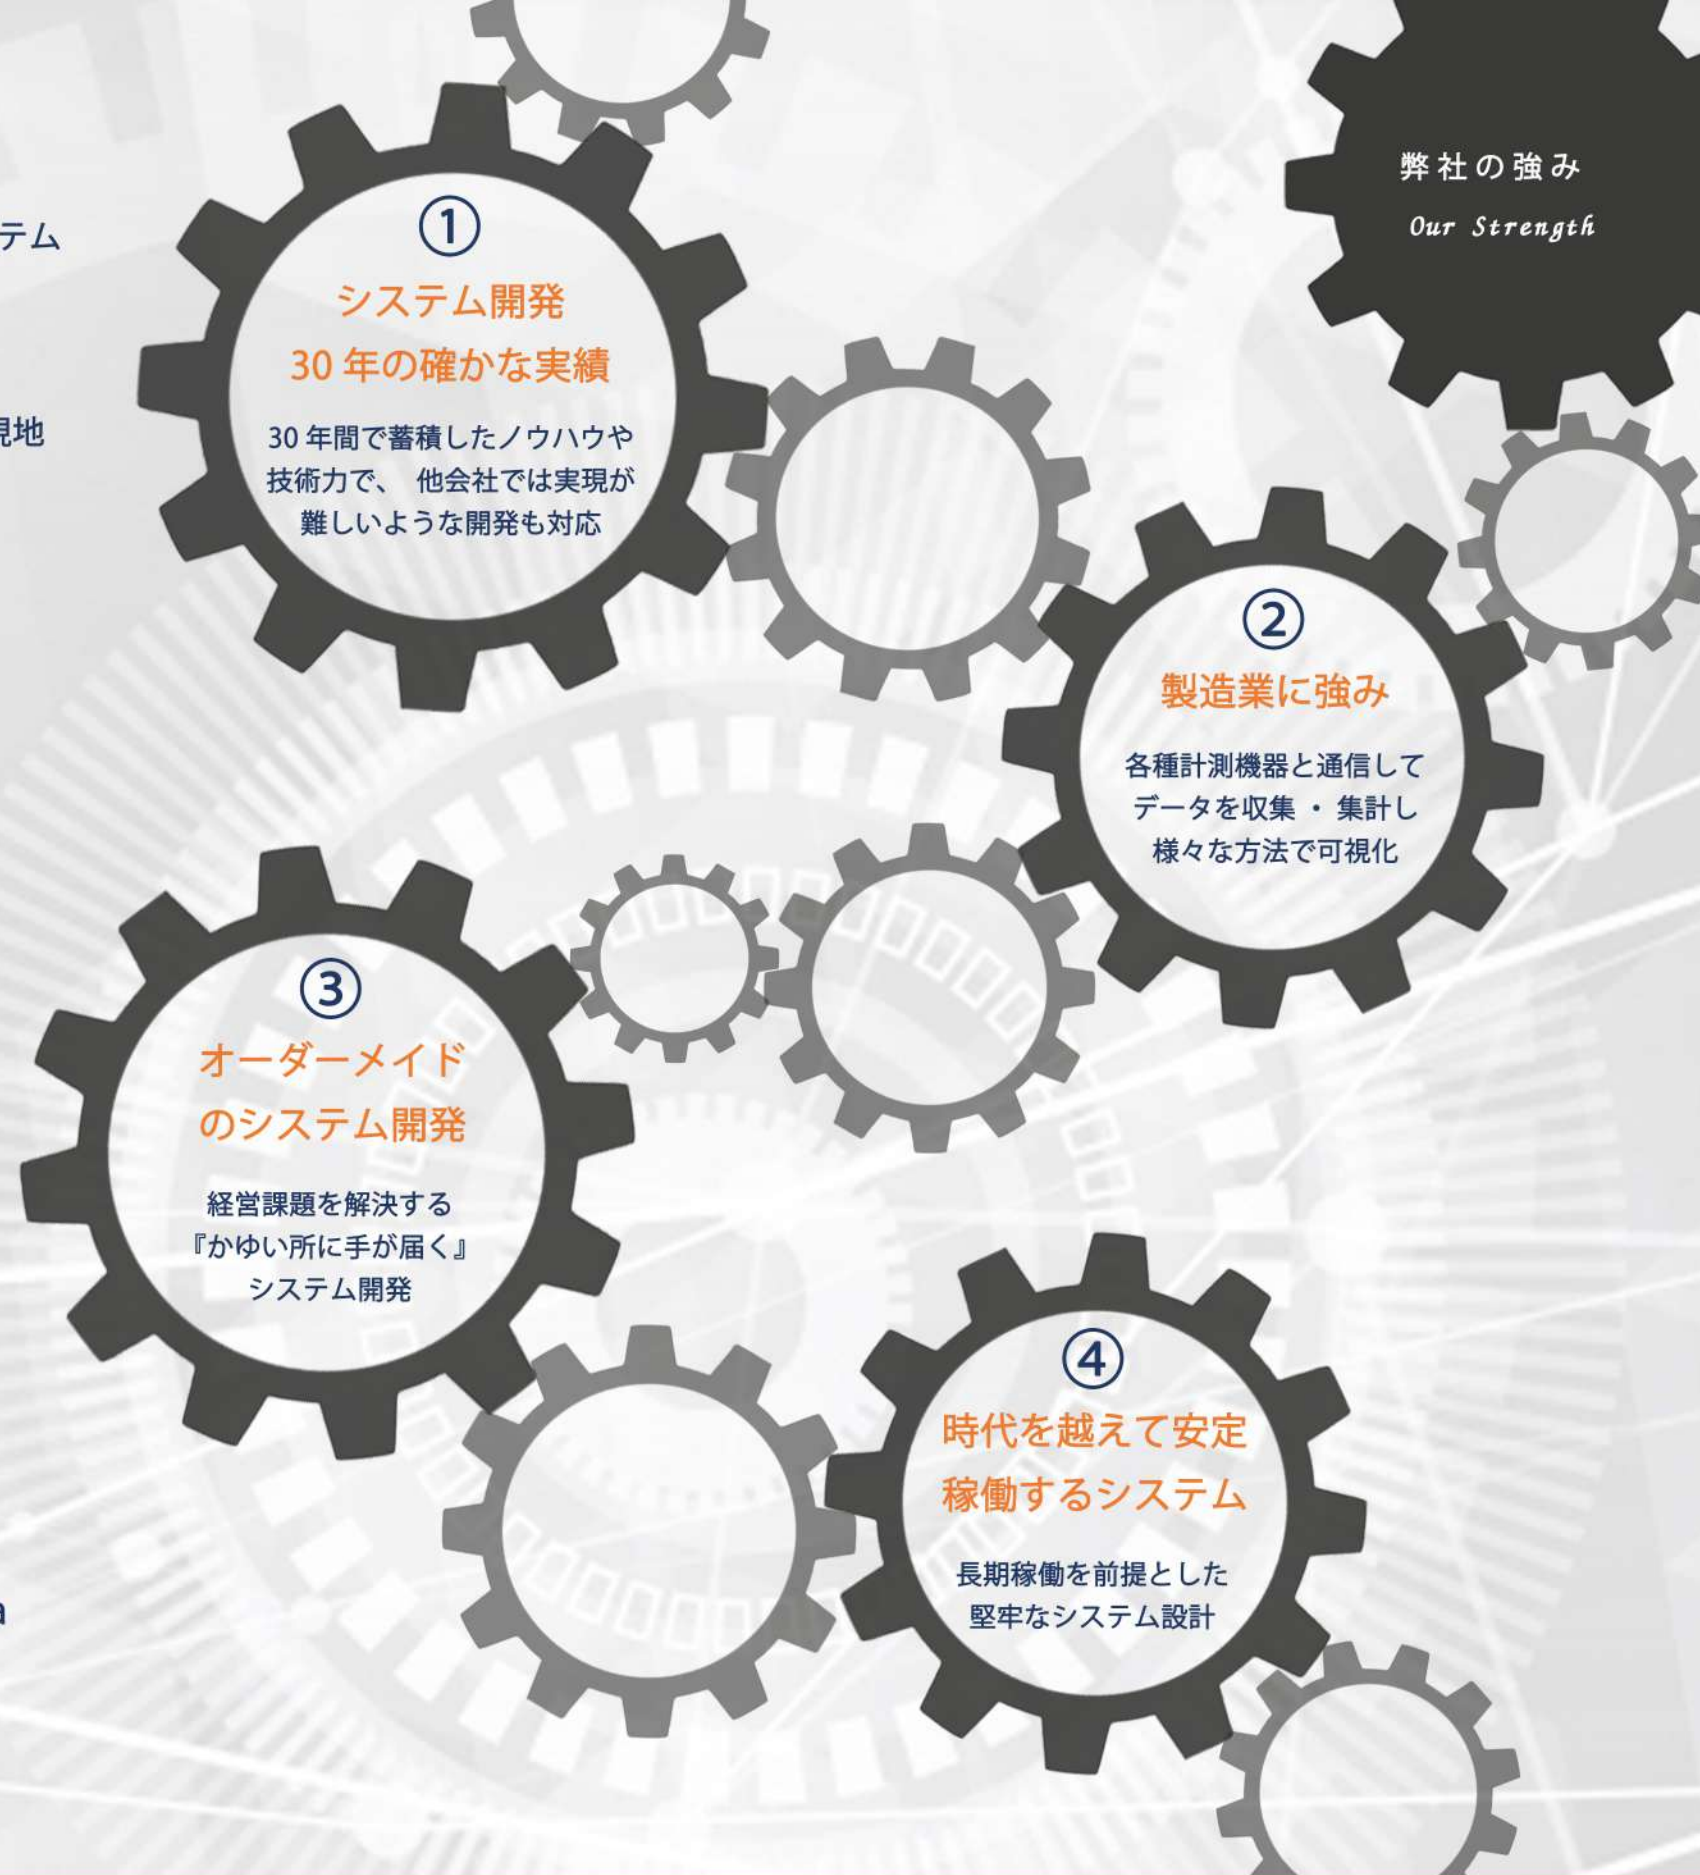 弊社の強み
Our Strength
テム
地
①
システム開発
30年の確かな実績
30年間で蓄積したノウハウや
技術力で、 他会社では実現が
難しいような開発も対応
②
製造業に強み
各種計測機器と通信して
データを収集 ・ 集計し
様々な方法で可視化
③
オーダーメイド
のシステム開発
経営課題を解決する
『かゆい所に手が届く』
システム開発
④
時代を越えて安定
稼働するシステム
長期稼働を前提とした
堅牢なシステム設計